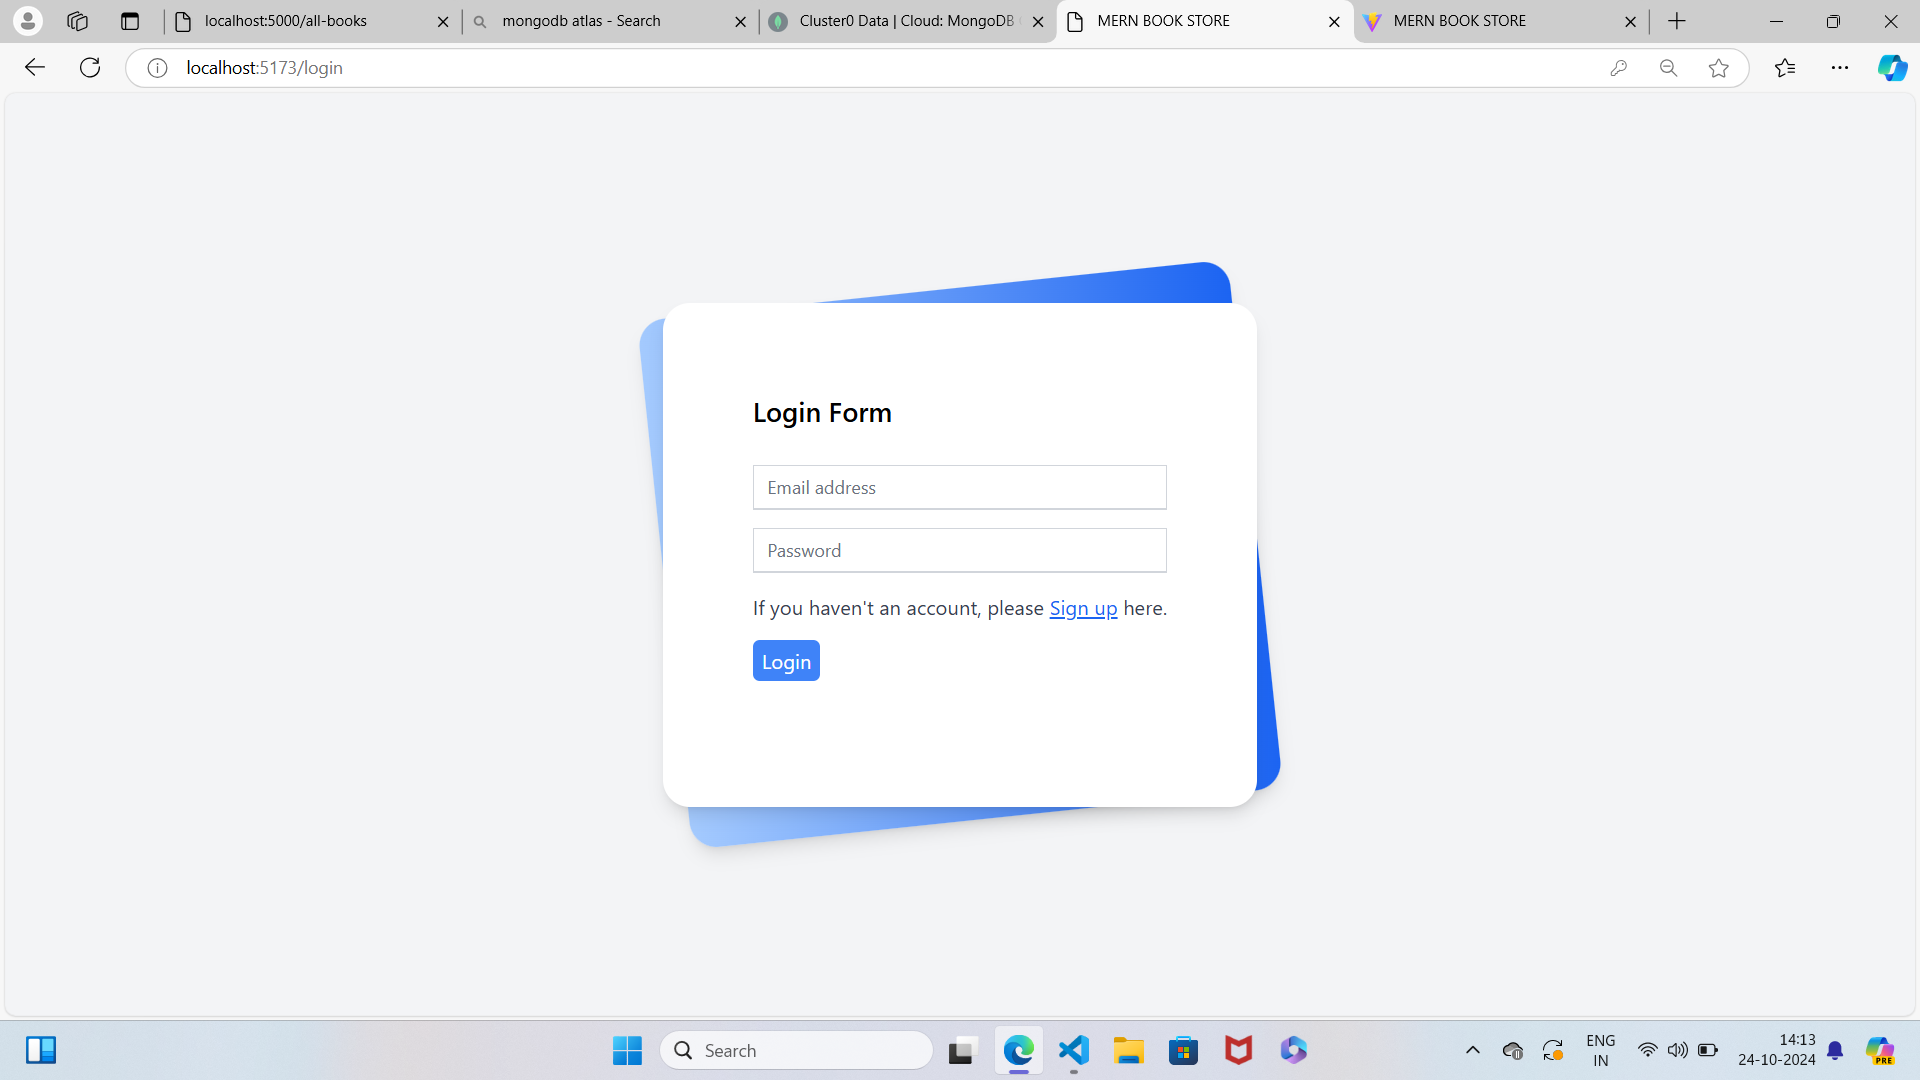 localhost:5000/all-books
mongodb atlas - Search
Cluster0 Data | Cloud: MongoDB
MERN BOOK STORE
MERN BOOK STORE
localhost:5173/login
Login Form
Email address
Password
If you haven't an account, please Sign up here.
Login
Search
ENG
IN
14:13
24-10-2024
PRE